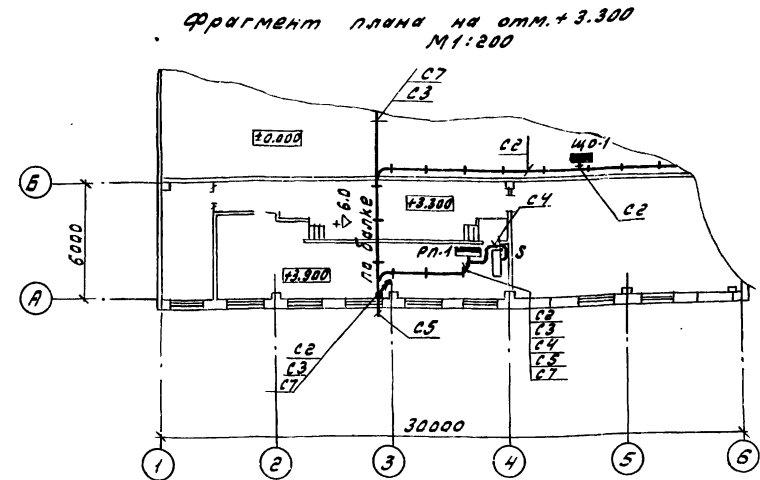 Фрагмент плана на отм. + 3.300
М 1:200
С7
С3
±0.000
С2
ЩО-1
Б
+3.300
С4
С2
6.0
по балке
6000
РП-1
S
+3.900
А
С2
С3
С4
С5
С7
С5
С2
С3
С7
30000
1
2
3
4
5
6